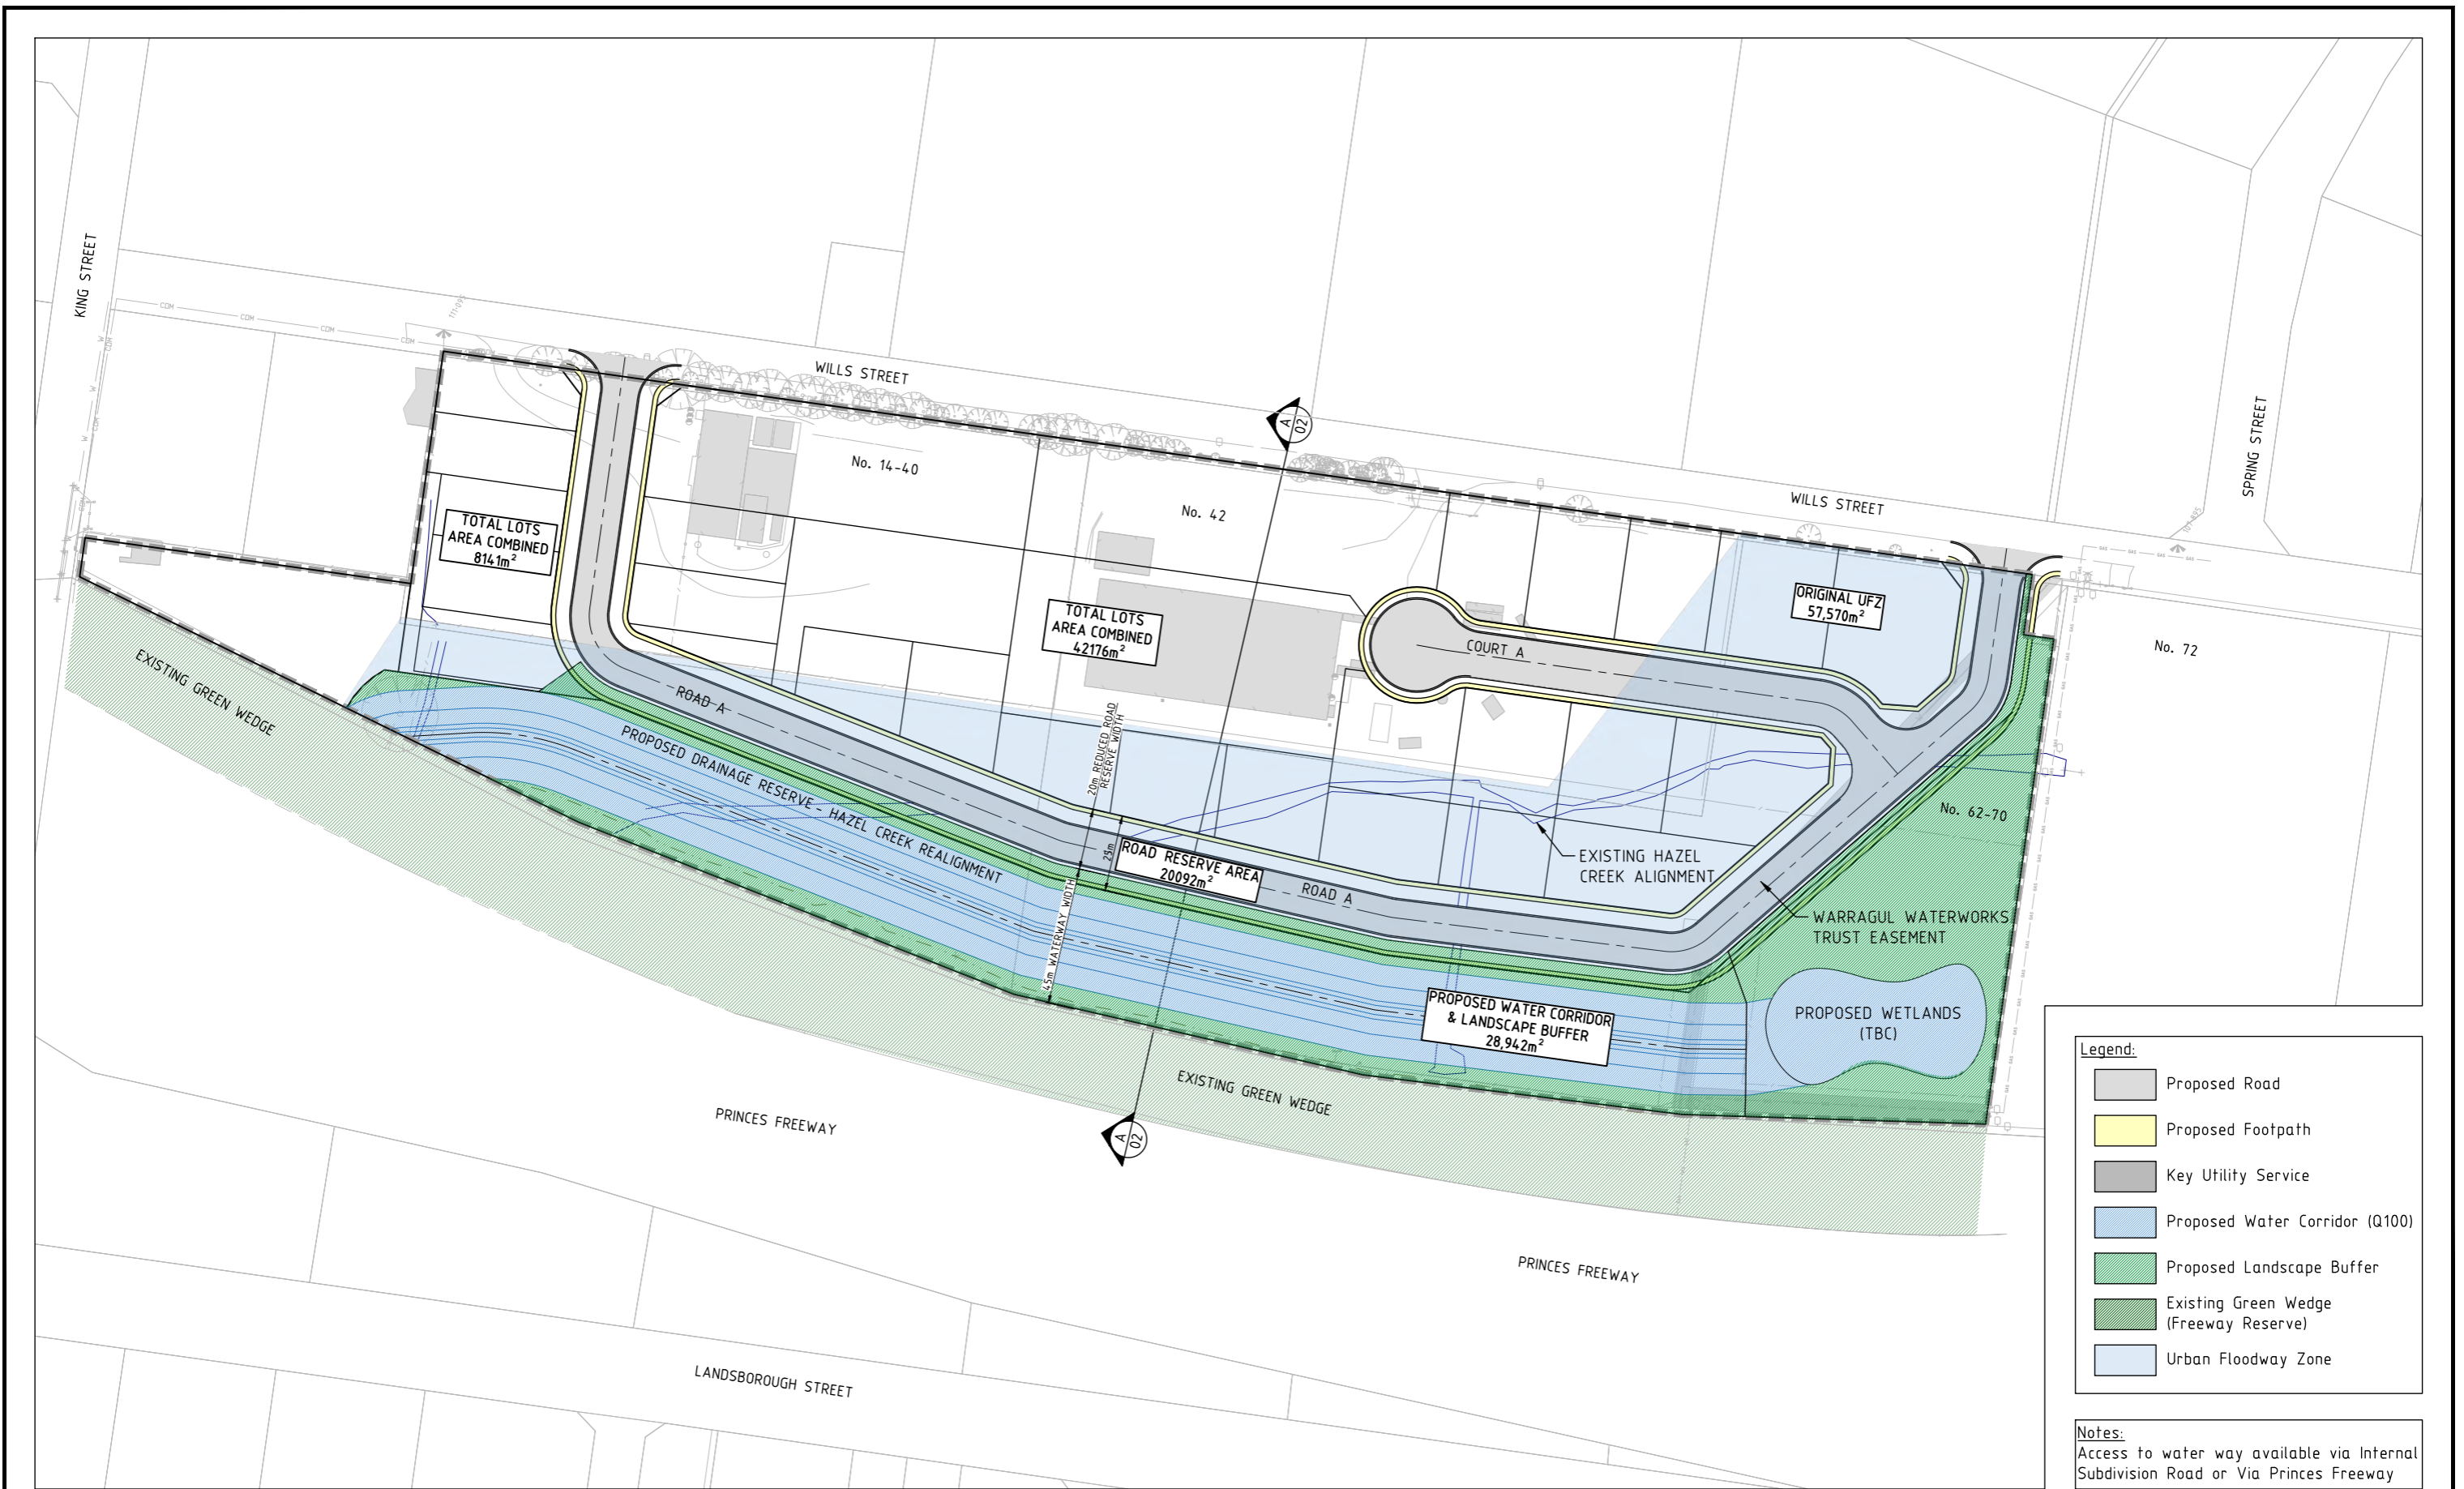 KING STREET
COM
COM
COM
COM
WILLS STREET
SPRING STREET
No. 14-40
No. 42
WILLS STREET
TOTAL LOTS
AREA COMBINED
8141m²
TOTAL LOTS
AREA COMBINED
42176m²
ORIGINAL UFZ
57,570m²
COURT A
No. 72
EXISTING GREEN WEDGE
ROAD A
PROPOSED DRAINAGE RESERVE - HAZEL CREEK REALIGNMENT
20m REDUCED ROAD
RESERVE WIDTH
ROAD RESERVE AREA
20092m²
ROAD A
45m WATERWAY WIDTH
EXISTING HAZEL
CREEK ALIGNMENT
No. 62-70
WARRAGUL WATERWORKS
TRUST EASEMENT
PROPOSED WATER CORRIDOR
& LANDSCAPE BUFFER
28,942m²
PROPOSED WETLANDS
(TBC)
EXISTING GREEN WEDGE
A
02
A
02
PRINCES FREEWAY
PRINCES FREEWAY
LANDSBOROUGH STREET
Legend:
Proposed Road
Proposed Footpath
Key Utility Service
Proposed Water Corridor (Q100)
Proposed Landscape Buffer
Existing Green Wedge
(Freeway Reserve)
Urban Floodway Zone
Notes:
Access to water way available via Internal
Subdivision Road or Via Princes Freeway